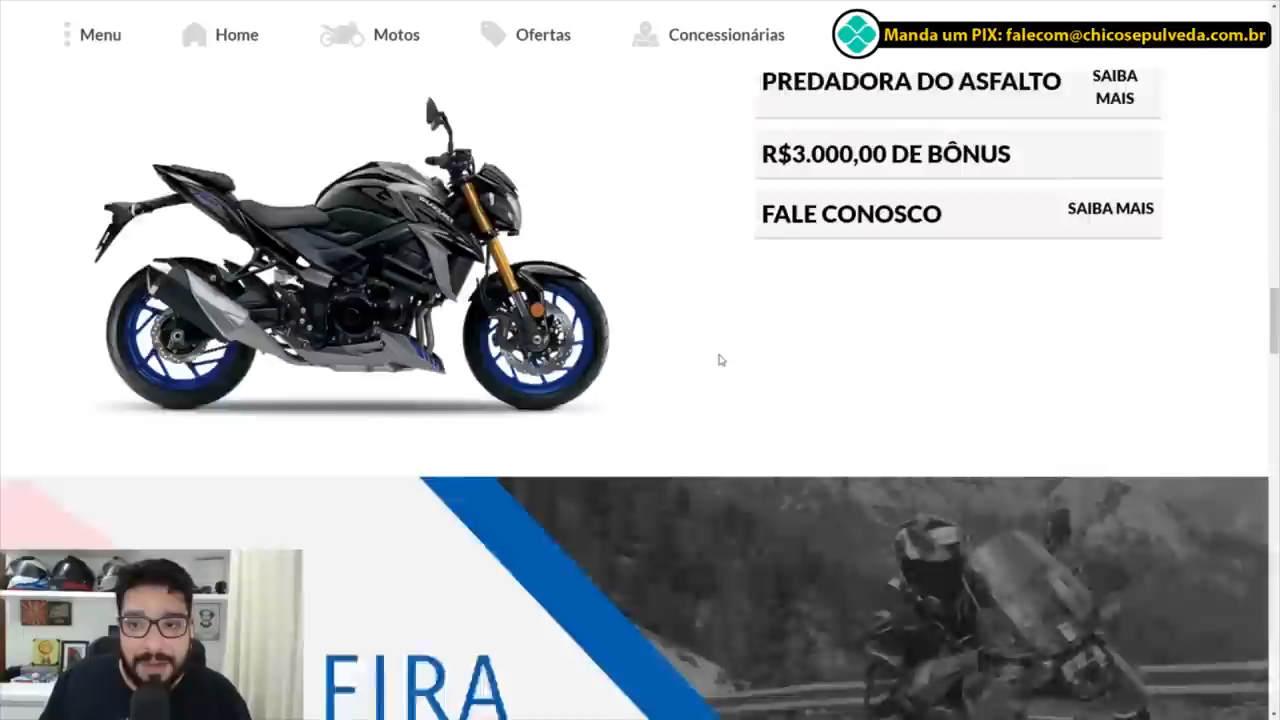 Menu
Home
Motos
Ofertas
Concessionárias
Manda um PIX: falecom@chicosepulveda.com.br
PREDADORA DO ASFALTO
SAIBA
MAIS
R$3.000,00 DE BÔNUS
FALE CONOSCO
SAIBA MAIS
SUZUKI
EIRA